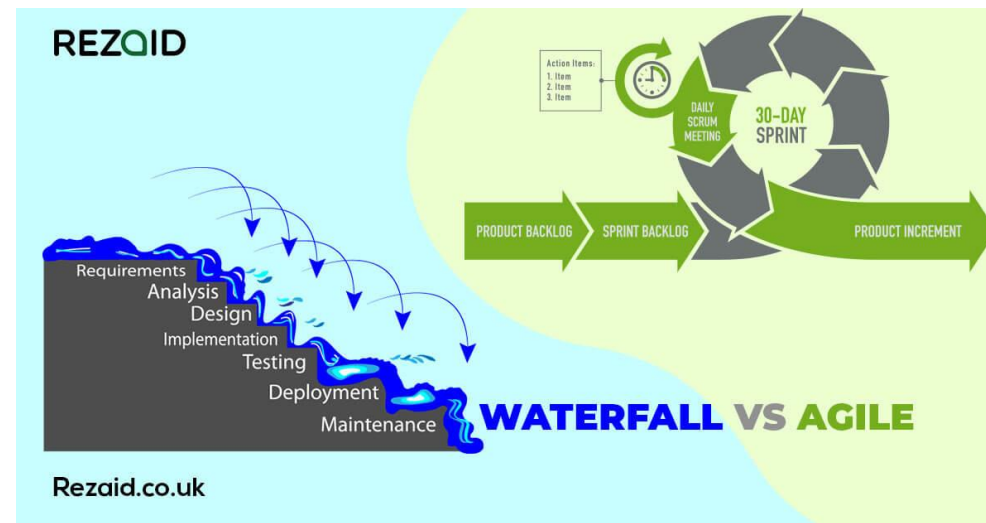 REZAID
Action Items:
1. Item
2. Item
3. Item
DAILY
SCRUM
MEETING
30-DAY
SPRINT
PRODUCT BACKLOG
SPRINT BACKLOG
PRODUCT INCREMENT
Requirements
Analysis
Design
Implementation
Testing
Deployment
Maintenance
WATERFALL VS AGILE
Rezaid.co.uk